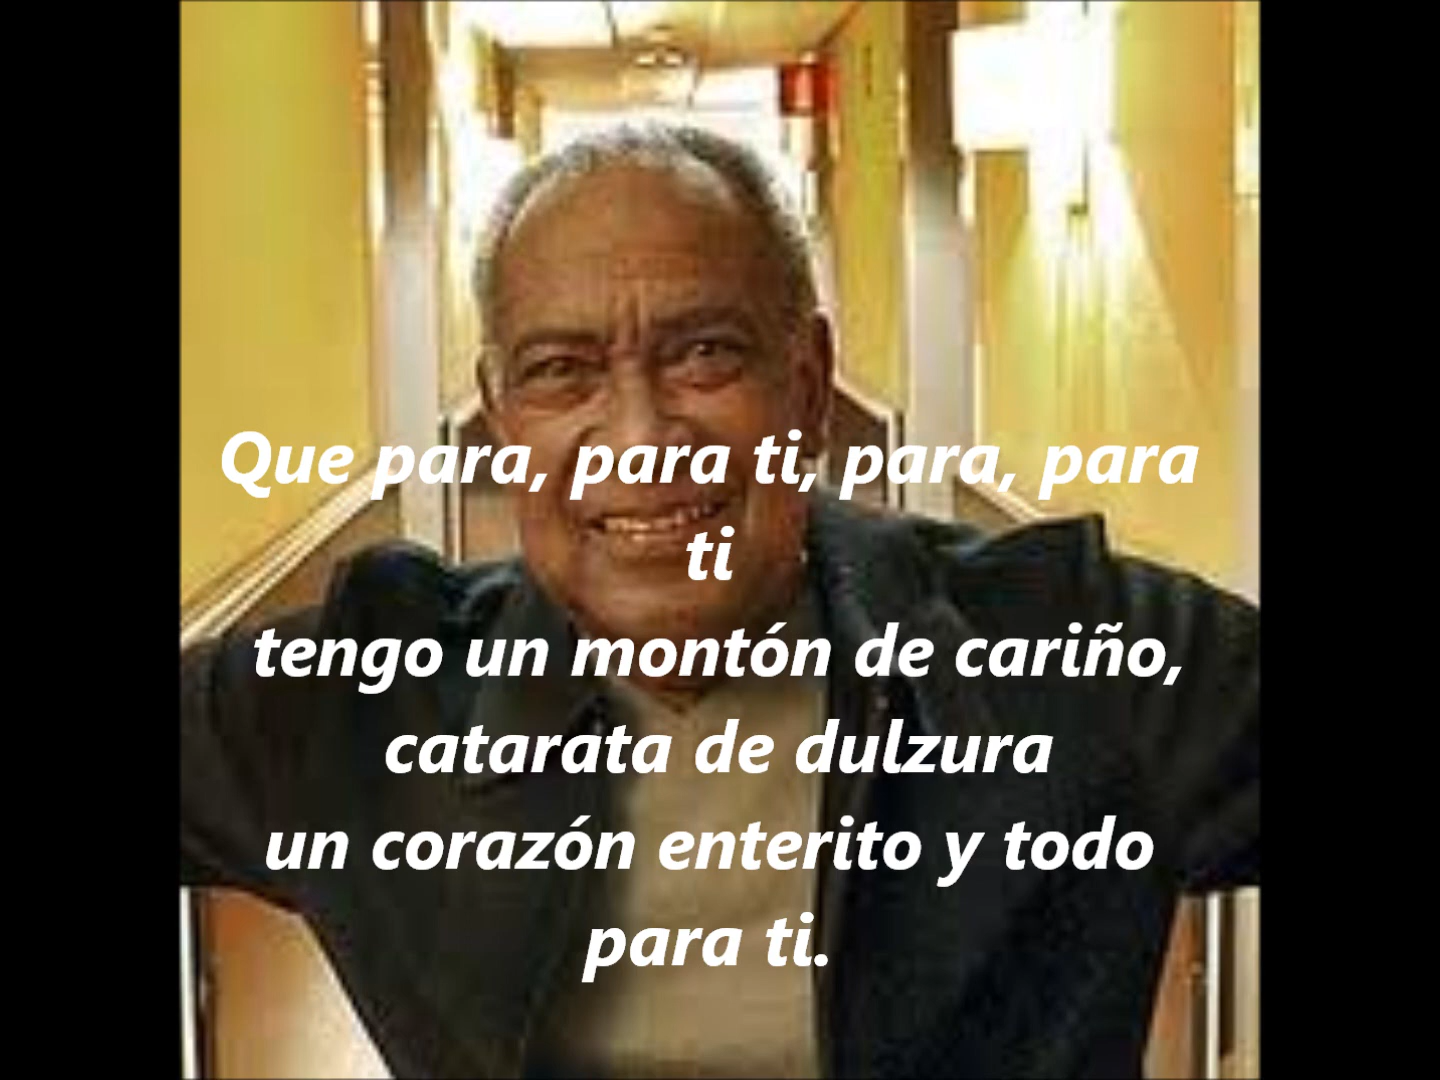 Que para, para ti, para, para
ti
tengo un montón de cariño,
catarata de dulzura
un corazón enterito y todo
para ti.